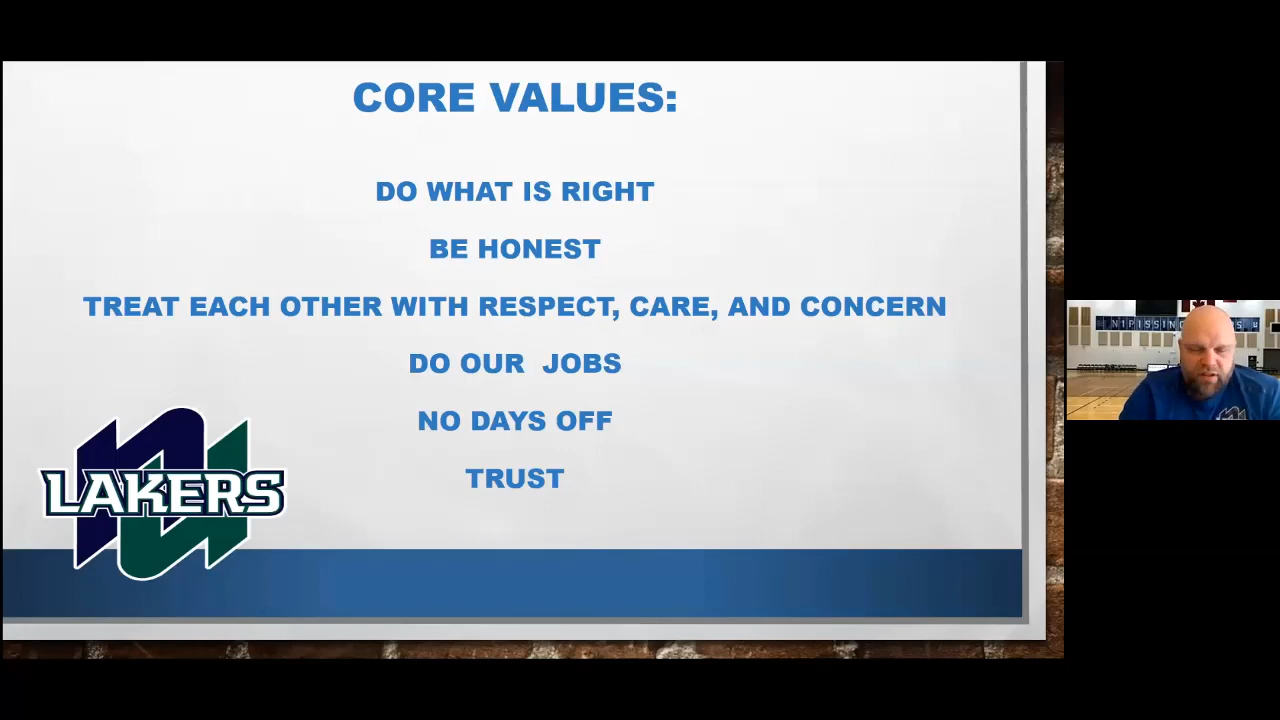 CORE VALUES:
DO WHAT IS RIGHT
BE HONEST
TREAT EACH OTHER WITH RESPECT, CARE, AND CONCERN
DO OUR  JOBS
NO DAYS OFF
TRUST
LAKERS
NIPISSING